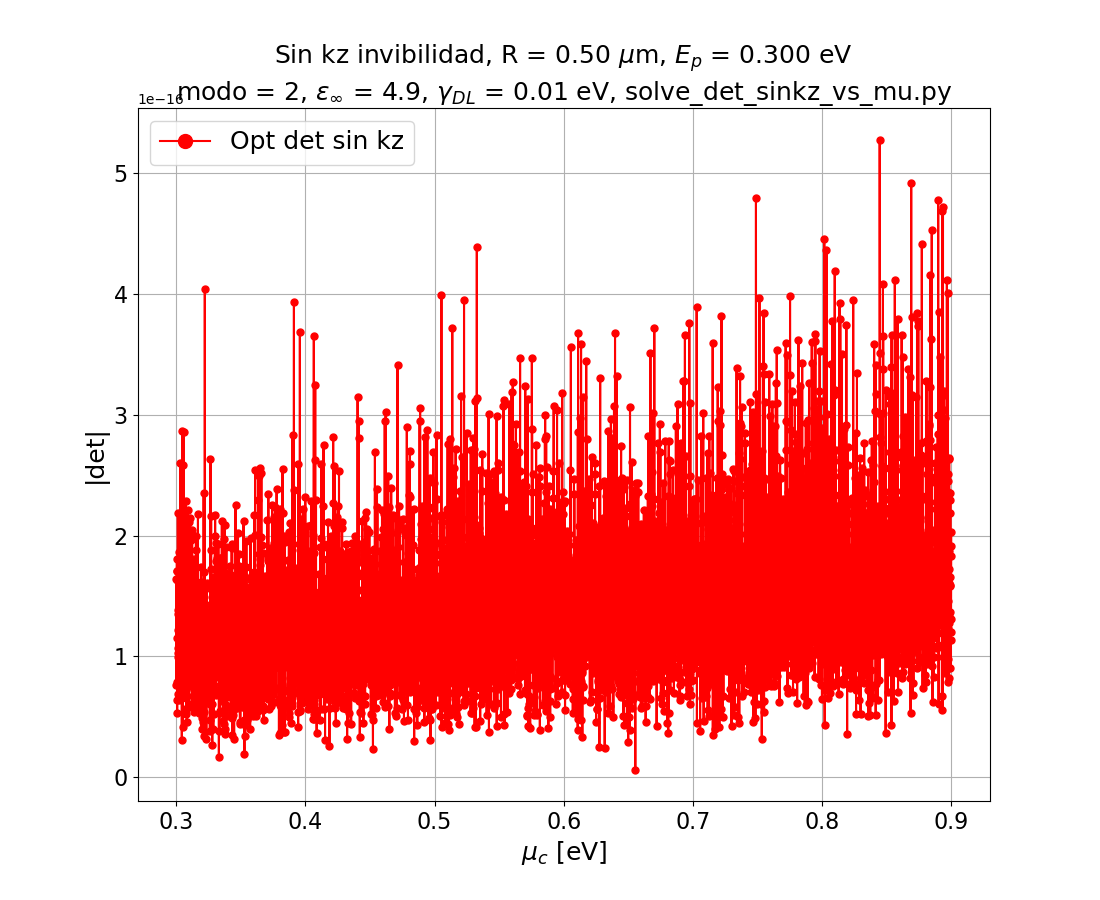 Sin kz invibilidad, R = 0.50 μm, E_p = 0.300 eV
modo = 2, ε_∞ = 4.9, γ_DL = 0.01 eV, solve_det_sinkz_vs_mu.py
1e−16
Opt det sin kz
5
4
3
2
1
0
|det|
0.3 0.4 0.5 0.6 0.7 0.8 0.9
μ_c [eV]